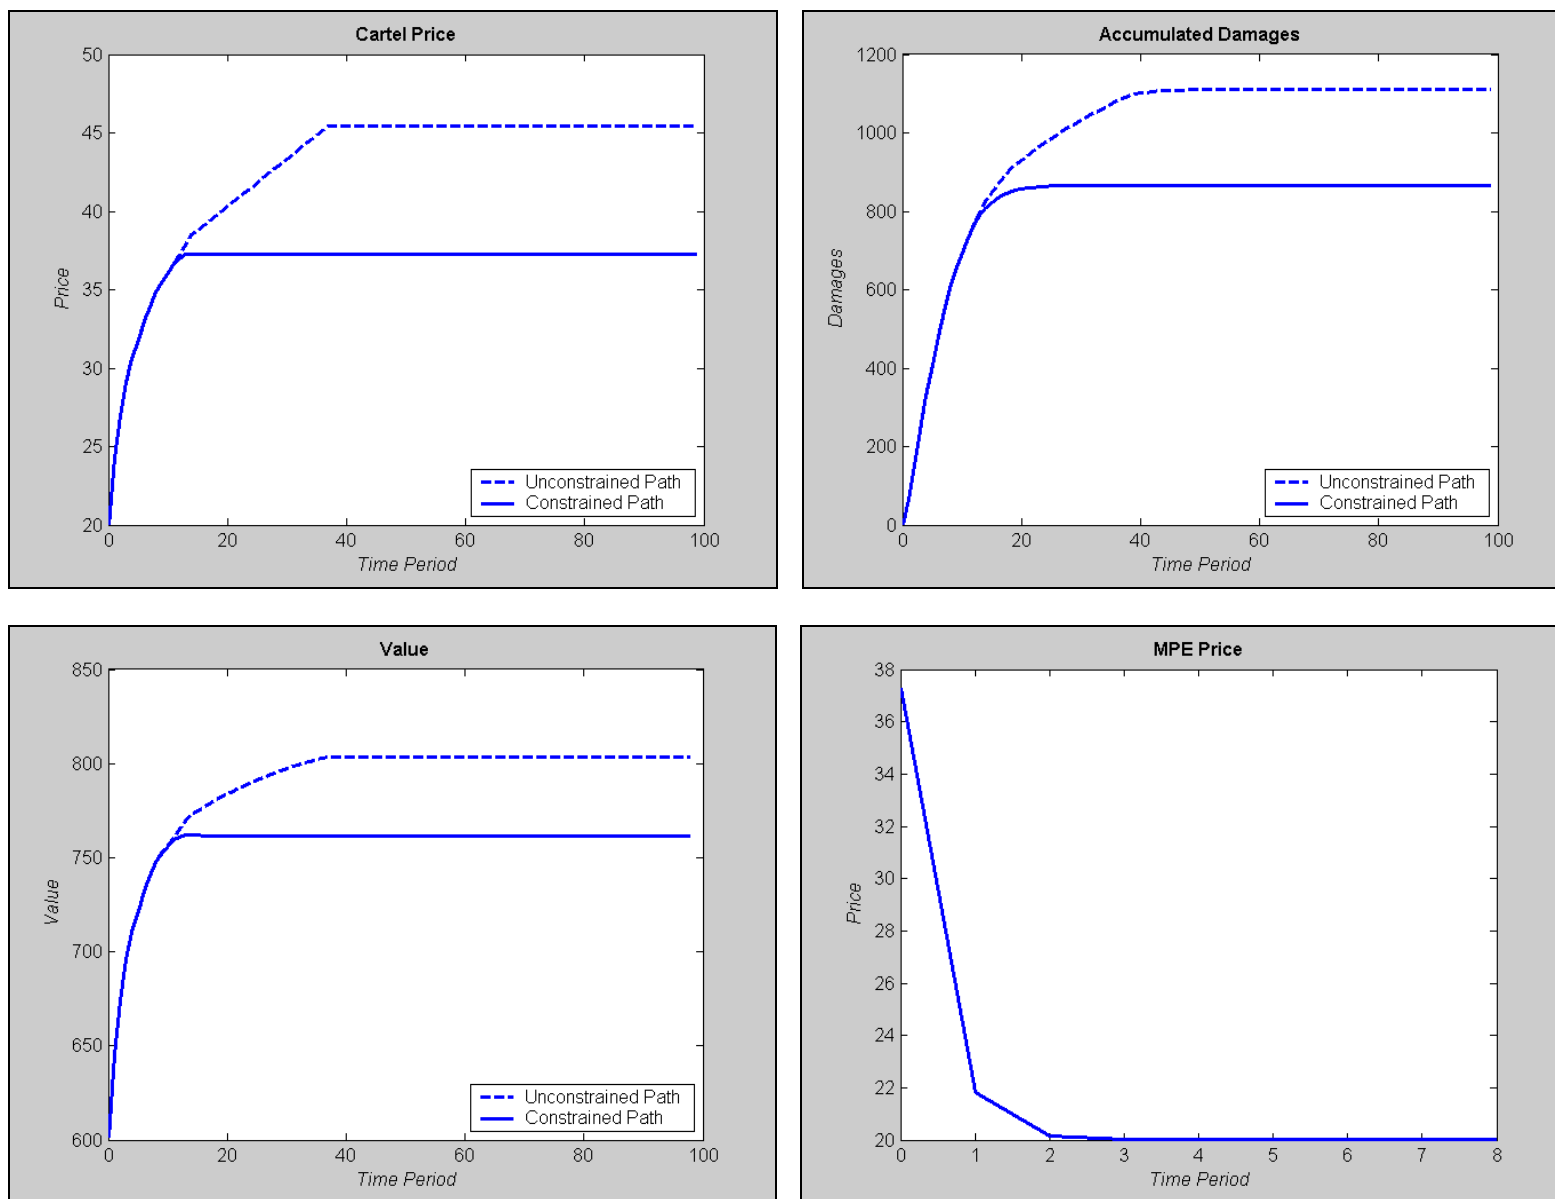 Cartel Price
50
45
40
35
30
25
20
Price
0 20 40 60 80 100
Time Period
Unconstrained Path
Constrained Path
Accumulated Damages
1200
1000
800
600
400
200
0
Damages
0 20 40 60 80 100
Time Period
Unconstrained Path
Constrained Path
Value
850
800
750
700
650
600
Value
0 20 40 60 80 100
Time Period
Unconstrained Path
Constrained Path
MPE Price
38
36
34
32
30
28
26
24
22
20
Price
0 1 2 3 4 5 6 7 8
Time Period